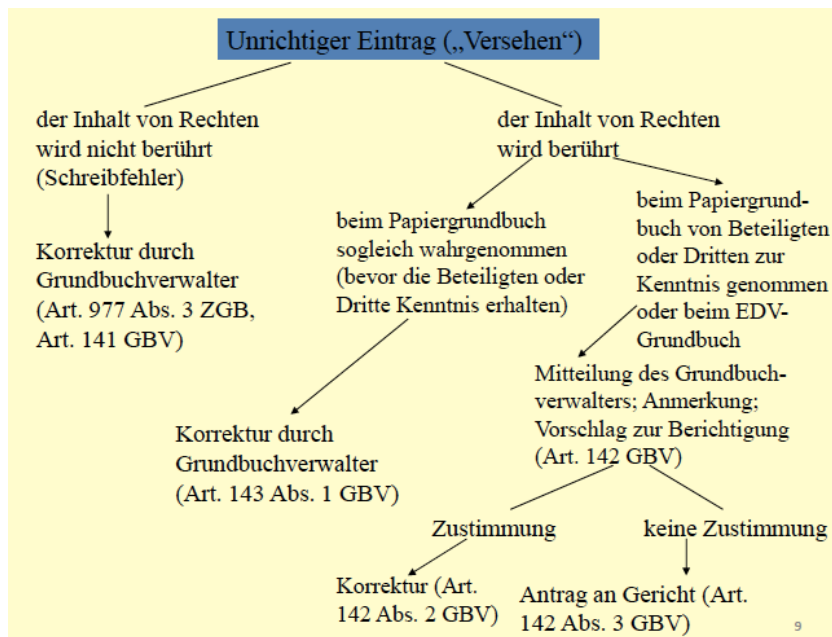 Unrichtiger Eintrag („Versehen“)
der Inhalt von Rechten
wird nicht berührt
(Schreibfehler)
Korrektur durch
Grundbuchverwalter
(Art. 977 Abs. 3 ZGB,
Art. 141 GBV)
der Inhalt von Rechten
wird berührt
beim Papiergrundbuch
sogleich wahrgenommen
(bevor die Beteiligten oder
Dritte Kenntnis erhalten)
Korrektur durch
Grundbuchverwalter
(Art. 143 Abs. 1 GBV)
beim Papiergrund-
buch von Beteiligten
oder Dritten zur
Kenntnis genommen
oder beim EDV-
Grundbuch
Mitteilung des Grundbuch-
verwalters; Anmerkung;
Vorschlag zur Berichtigung
(Art. 142 GBV)
Zustimmung
Korrektur (Art.
142 Abs. 2 GBV)
keine Zustimmung
Antrag an Gericht (Art.
142 Abs. 3 GBV)
9